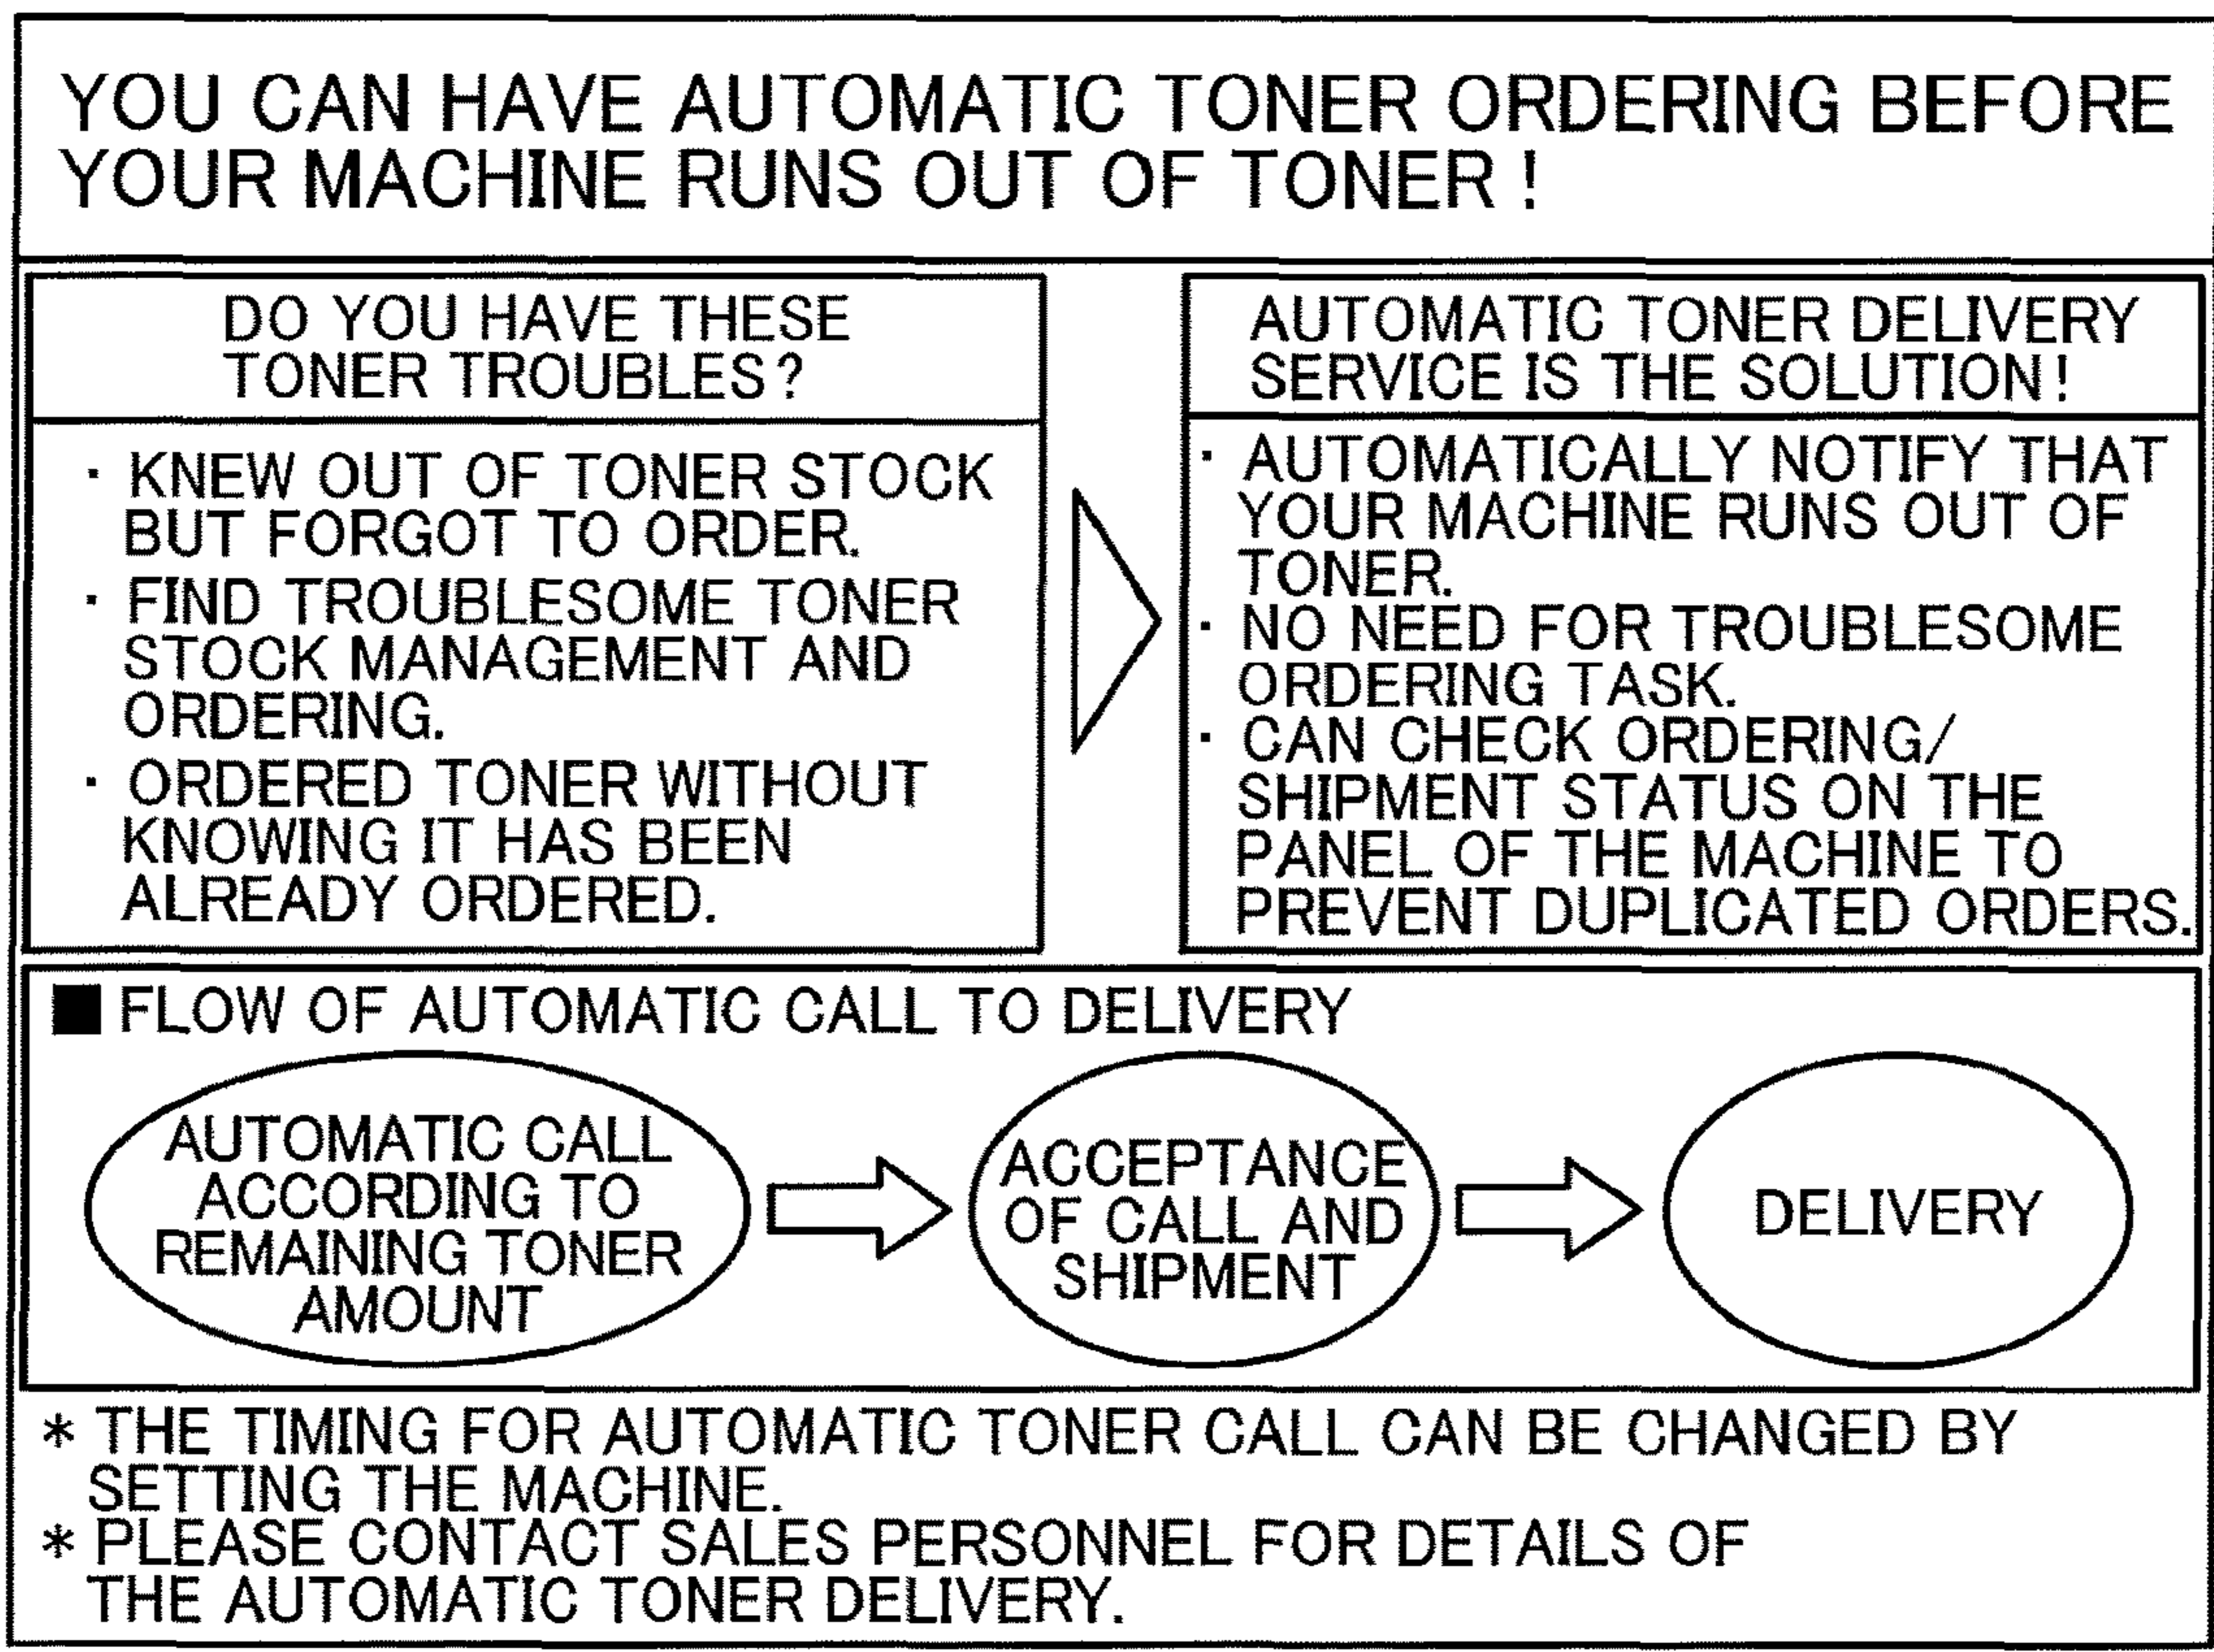 YOU CAN HAVE AUTOMATIC TONER ORDERING BEFORE
YOUR MACHINE RUNS OUT OF TONER !
DO YOU HAVE THESE
TONER TROUBLES?
· KNEW OUT OF TONER STOCK
BUT FORGOT TO ORDER.
· FIND TROUBLESOME TONER
STOCK MANAGEMENT AND
ORDERING.
· ORDERED TONER WITHOUT
KNOWING IT HAS BEEN
ALREADY ORDERED.
AUTOMATIC TONER DELIVERY
SERVICE IS THE SOLUTION!
· AUTOMATICALLY NOTIFY THAT
YOUR MACHINE RUNS OUT OF
TONER.
· NO NEED FOR TROUBLESOME
ORDERING TASK.
· CAN CHECK ORDERING/
SHIPMENT STATUS ON THE
PANEL OF THE MACHINE TO
PREVENT DUPLICATED ORDERS.
■ FLOW OF AUTOMATIC CALL TO DELIVERY
AUTOMATIC CALL
ACCORDING TO
REMAINING TONER
AMOUNT
ACCEPTANCE
OF CALL AND
SHIPMENT
DELIVERY
* THE TIMING FOR AUTOMATIC TONER CALL CAN BE CHANGED BY
SETTING THE MACHINE.
* PLEASE CONTACT SALES PERSONNEL FOR DETAILS OF
THE AUTOMATIC TONER DELIVERY.